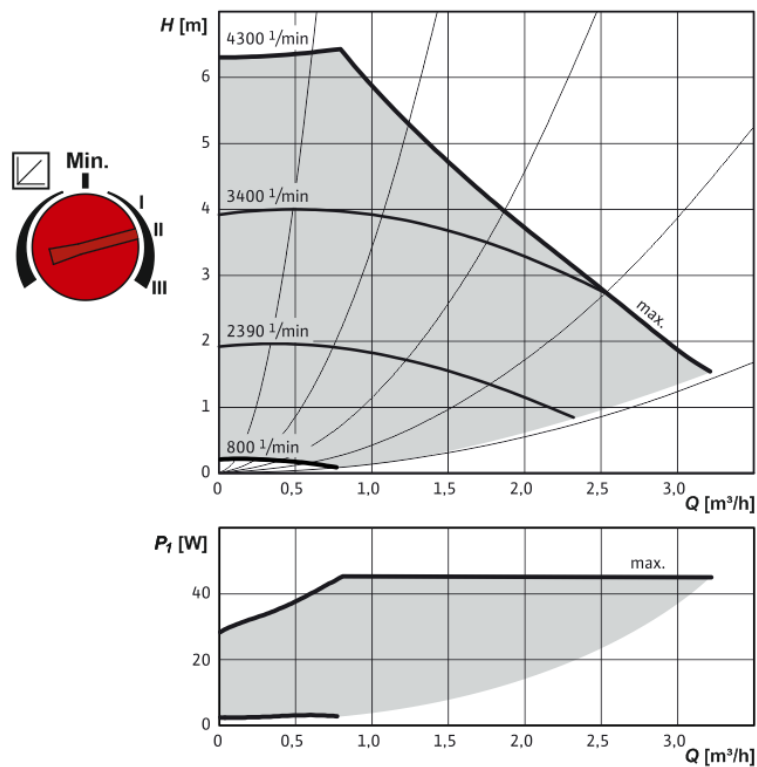 H [m]
4300 1/min
6
5
Min.
3400 1/min
4
I
II
III
3
max.
2390 1/min
2
1
800 1/min
0
0 0,5 1,0 1,5 2,0 2,5 3,0
Q [m³/h]
P1 [W]
max.
40
20
0
0 0,5 1,0 1,5 2,0 2,5 3,0
Q [m³/h]